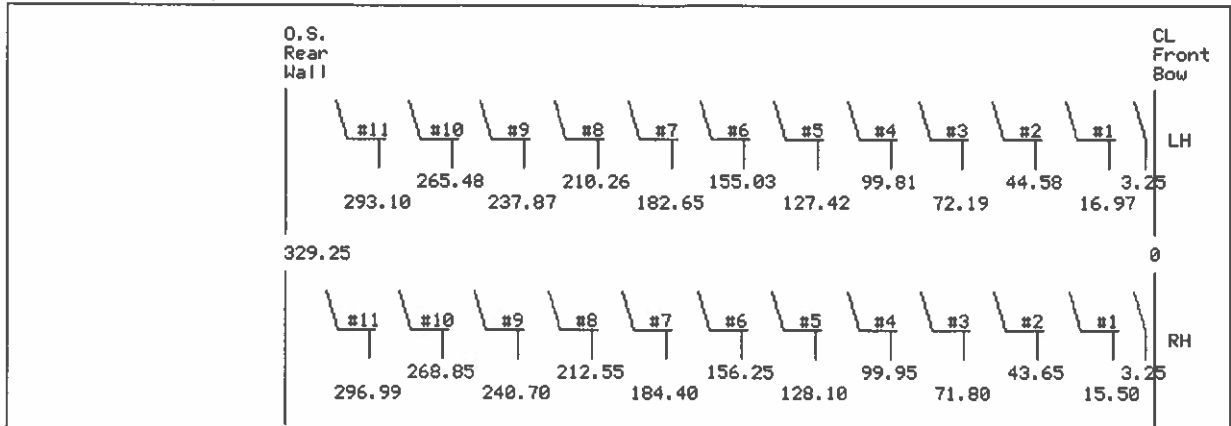 O.S. CL
Rear Front
Wall Bow
#11 #10 #9 #8 #7 #6 #5 #4 #3 #2 #1 LH
265.48 210.26 155.03 99.81 44.58 3.25
293.10 237.87 182.65 127.42 72.19 16.97
329.25 0
#11 #10 #9 #8 #7 #6 #5 #4 #3 #2 #1 RH
268.85 212.55 156.25 99.95 43.65 3.25
296.99 240.70 184.40 128.10 71.80 15.50